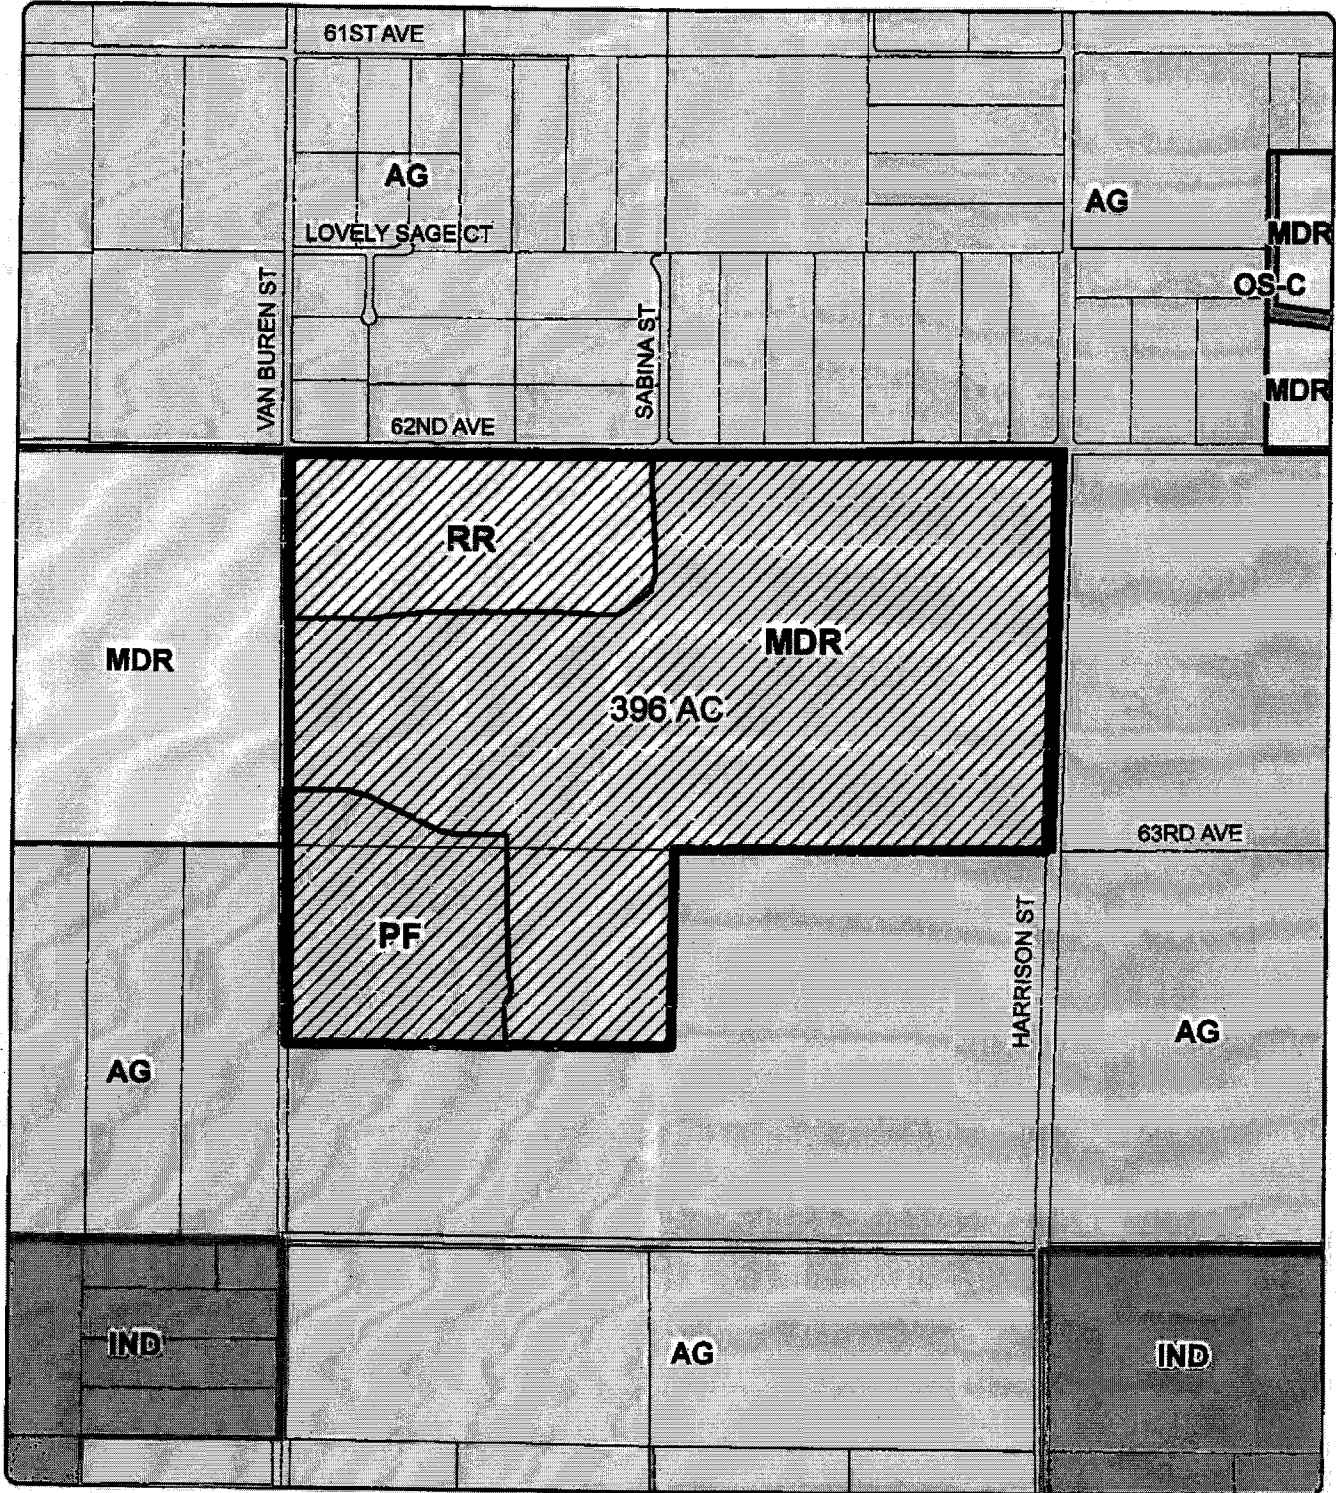 61ST AVE
AG
AG
LOVELY SAGE CT
MDR
OS-C
VAN BUREN ST
SABINA ST
MDR
62ND AVE
RR
MDR
MDR
396 AC
63RD AVE
PF
HARRISON ST
AG
AG
IND
AG
IND